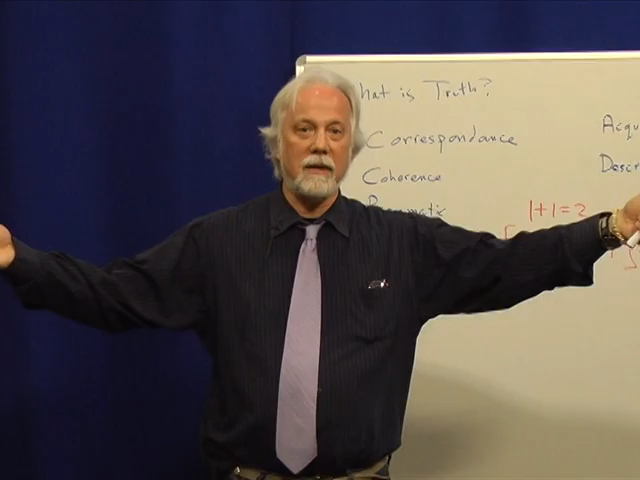 hat is Truth?
Correspondance
Coherence
Acqu
Descr
1+1=2